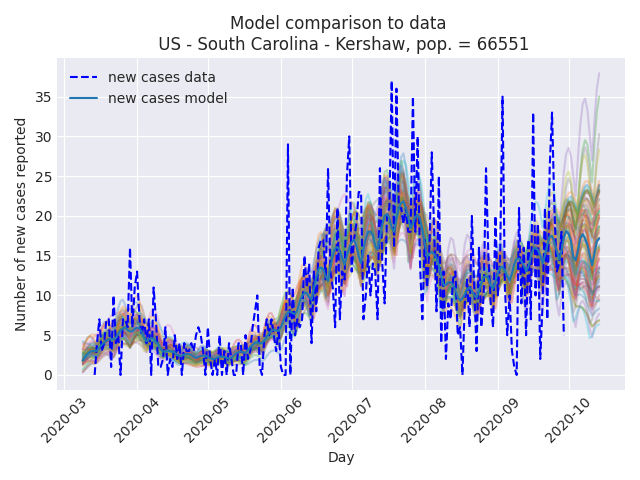 Model comparison to data
US - South Carolina - Kershaw, pop. = 66551
new cases data
new cases model
Number of new cases reported
35
30
25
20
15
10
5
0
2020-03
2020-04
2020-05
2020-06
2020-07
2020-08
2020-09
2020-10
Day